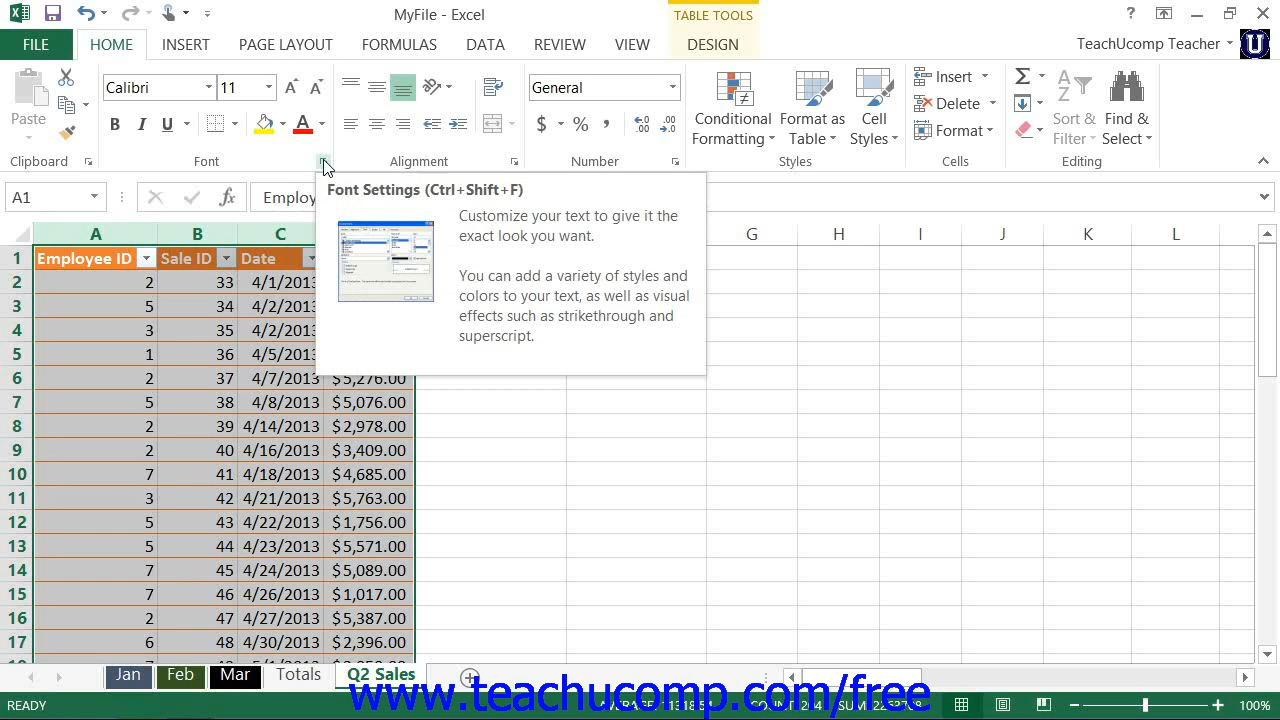 MyFile - Excel
TABLE TOOLS
FILE HOME INSERT PAGE LAYOUT FORMULAS DATA REVIEW VIEW DESIGN TeachUcomp Teacher
Calibri 11 General
Paste
B I U
$ % ,
Conditional Formatting
Format as Table
Cell Styles
Insert
Delete
Format
Sort & Filter
Find & Select
Clipboard Font Alignment Number Styles Cells Editing
A1 fx Employ
Font Settings (Ctrl+Shift+F)
Customize your text to give it the
exact look you want.
You can add a variety of styles and
colors to your text, as well as visual
effects such as strikethrough and
superscript.
A B C G H I J K L
1 Employee ID Sale ID Date
2 2 33 4/1/2013
3 5 34 4/2/2013
4 3 35 4/2/2013
5 1 36 4/5/2013
6 2 37 4/7/2013 $5,276.00
7 5 38 4/8/2013 $5,076.00
8 2 39 4/14/2013 $2,978.00
9 2 40 4/16/2013 $3,409.00
10 7 41 4/18/2013 $4,685.00
11 3 42 4/21/2013 $5,763.00
12 5 43 4/22/2013 $1,756.00
13 5 44 4/23/2013 $5,571.00
14 7 45 4/24/2013 $5,089.00
15 7 46 4/26/2013 $1,017.00
16 2 47 4/27/2013 $5,387.00
17 6 48 4/30/2013 $2,396.00
Jan Feb Mar Totals Q2 Sales
www.teachucomp.com/free
READY 100%